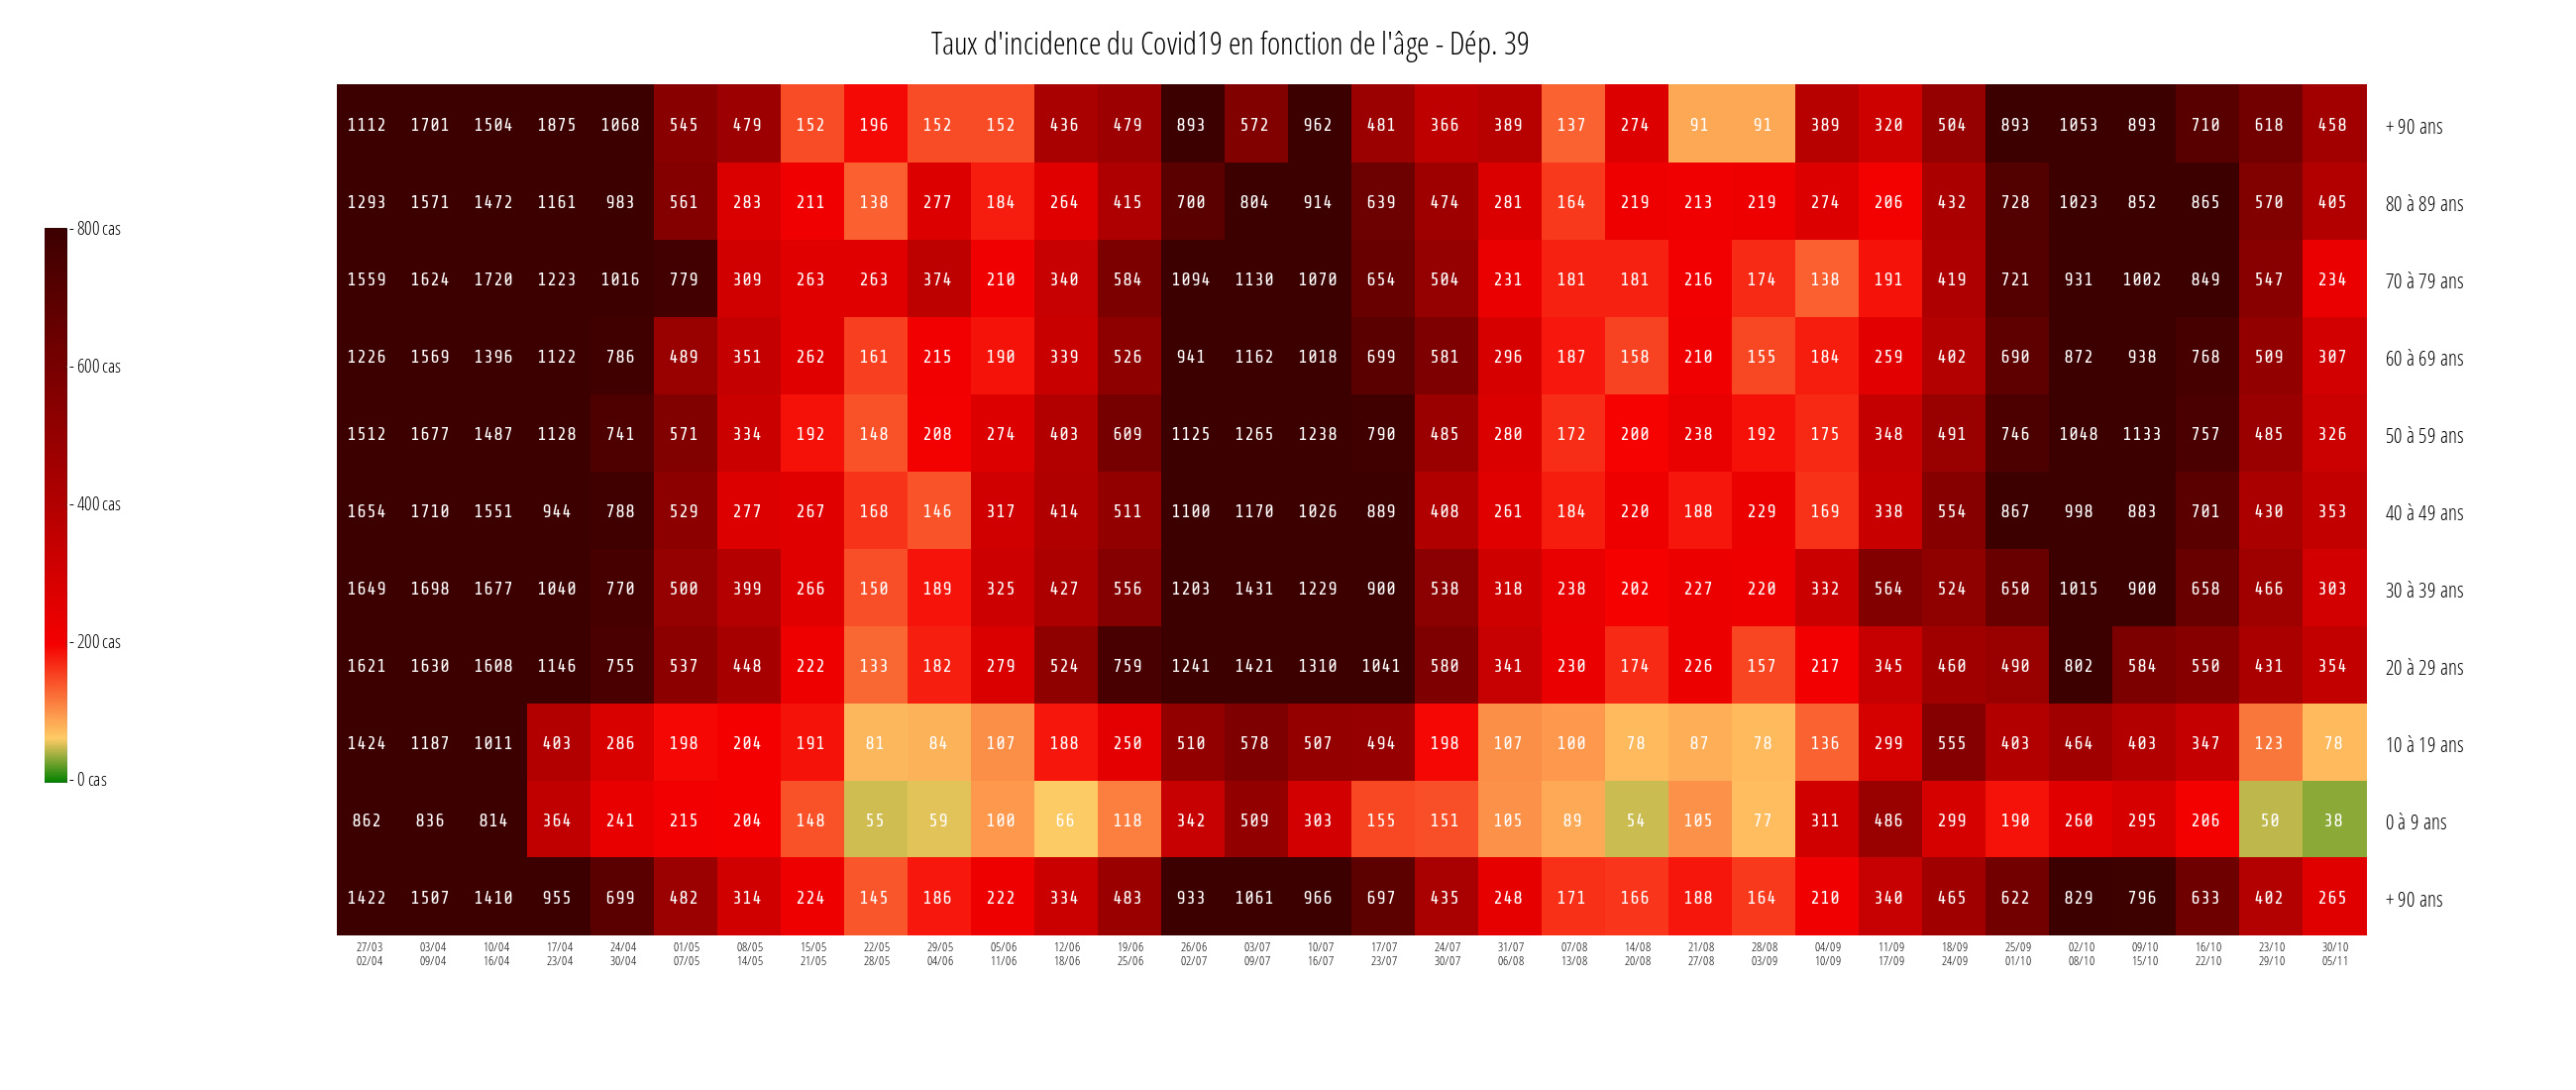 Taux d'incidence du Covid19 en fonction de l'âge - Dép. 39
1112 1701 1504 1875 1068 545 479 152 196 152 152 436 479 893 572 962 481 366 389 137 274 91 91 389 320 504 893 1053 893 710 618 458 + 90 ans
1293 1571 1472 1161 983 561 283 211 138 277 184 264 415 700 804 914 639 474 281 164 219 213 219 274 206 432 728 1023 852 865 570 405 80 à 89 ans
- 800 cas
1559 1624 1720 1223 1016 779 309 263 263 374 210 340 584 1094 1130 1070 654 504 231 181 181 216 174 138 191 419 721 931 1002 849 547 234 70 à 79 ans
1226 1569 1396 1122 786 489 351 262 161 215 190 339 526 941 1162 1018 699 581 296 187 158 210 155 184 259 402 690 872 938 768 509 307 60 à 69 ans
- 600 cas
1512 1677 1487 1128 741 571 334 192 148 208 274 403 609 1125 1265 1238 790 485 280 172 200 238 192 175 348 491 746 1048 1133 757 485 326 50 à 59 ans
- 400 cas
1654 1710 1551 944 788 529 277 267 168 146 317 414 511 1100 1170 1026 889 408 261 184 220 188 229 169 338 554 867 998 883 701 430 353 40 à 49 ans
1649 1698 1677 1040 770 500 399 266 150 189 325 427 556 1203 1431 1229 900 538 318 238 202 227 220 332 564 524 650 1015 900 658 466 303 30 à 39 ans
- 200 cas
1621 1630 1608 1146 755 537 448 222 133 182 279 524 759 1241 1421 1310 1041 580 341 230 174 226 157 217 345 460 490 802 584 550 431 354 20 à 29 ans
1424 1187 1011 403 286 198 204 191 81 84 107 188 250 510 578 507 494 198 107 100 78 87 78 136 299 555 403 464 403 347 123 78 10 à 19 ans
- 0 cas
862 836 814 364 241 215 204 148 55 59 100 66 118 342 509 303 155 151 105 89 54 105 77 311 486 299 190 260 295 206 50 38 0 à 9 ans
1422 1507 1410 955 699 482 314 224 145 186 222 334 483 933 1061 966 697 435 248 171 166 188 164 210 340 465 622 829 796 633 402 265 + 90 ans
27/03 03/04 10/04 17/04 24/04 01/05 08/05 15/05 22/05 29/05 05/06 12/06 19/06 26/06 03/07 10/07 17/07 24/07 31/07 07/08 14/08 21/08 28/08 04/09 11/09 18/09 25/09 02/10 09/10 16/10 23/10 30/10
02/04 09/04 16/04 23/04 30/04 07/05 14/05 21/05 28/05 04/06 11/06 18/06 25/06 02/07 09/07 16/07 23/07 30/07 06/08 13/08 20/08 27/08 03/09 10/09 17/09 24/09 01/10 08/10 15/10 22/10 29/10 05/11